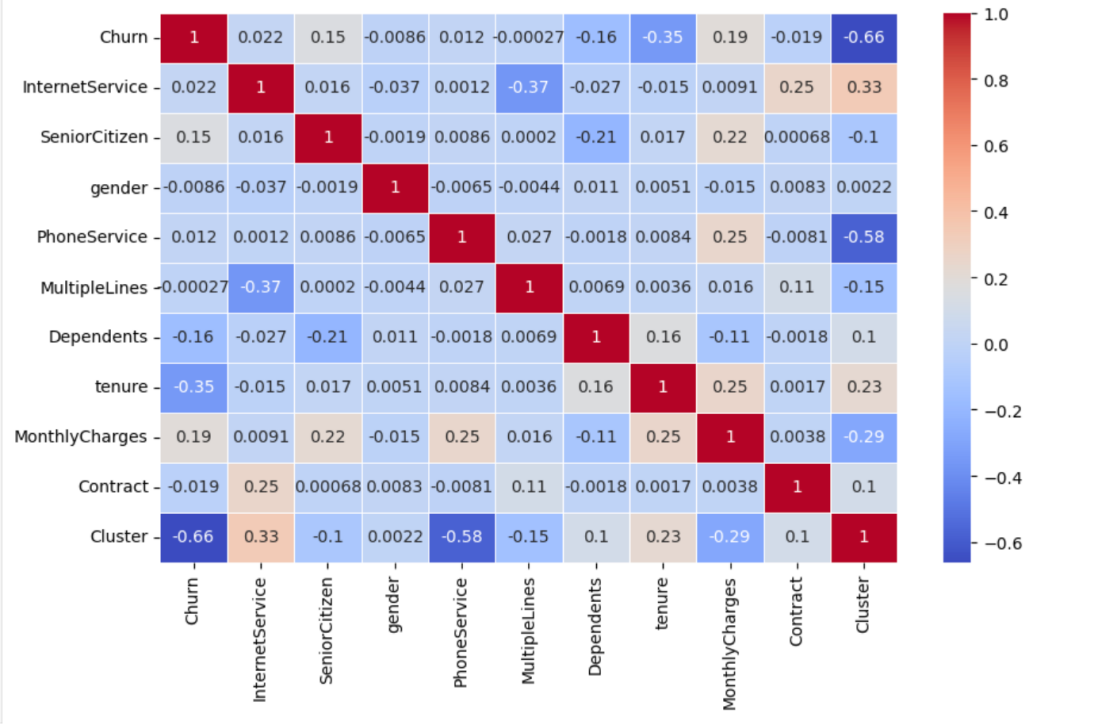 Churn 1 0.022 0.15 -0.0086 0.012 -0.00027 -0.16 -0.35 0.19 -0.019 -0.66
InternetService 0.022 1 0.016 -0.037 0.0012 -0.37 -0.027 -0.015 0.0091 0.25 0.33
SeniorCitizen 0.15 0.016 1 -0.0019 0.0086 0.0002 -0.21 0.017 0.22 0.00068 -0.1
gender -0.0086 -0.037 -0.0019 1 -0.0065 -0.0044 0.011 0.0051 -0.015 0.0083 0.0022
PhoneService 0.012 0.0012 0.0086 -0.0065 1 0.027 -0.0018 0.0084 0.25 -0.0081 -0.58
MultipleLines -0.00027 -0.37 0.0002 -0.0044 0.027 1 0.0069 0.0036 0.016 0.11 -0.15
Dependents -0.16 -0.027 -0.21 0.011 -0.0018 0.0069 1 0.16 -0.11 -0.0018 0.1
tenure -0.35 -0.015 0.017 0.0051 0.0084 0.0036 0.16 1 0.25 0.0017 0.23
MonthlyCharges 0.19 0.0091 0.22 -0.015 0.25 0.016 -0.11 0.25 1 0.0038 -0.29
Contract -0.019 0.25 0.00068 0.0083 -0.0081 0.11 -0.0018 0.0017 0.0038 1 0.1
Cluster -0.66 0.33 -0.1 0.0022 -0.58 -0.15 0.1 0.23 -0.29 0.1 1
Churn
InternetService
SeniorCitizen
gender
PhoneService
MultipleLines
Dependents
tenure
MonthlyCharges
Contract
Cluster
1.0
0.8
0.6
0.4
0.2
0.0
−0.2
−0.4
−0.6